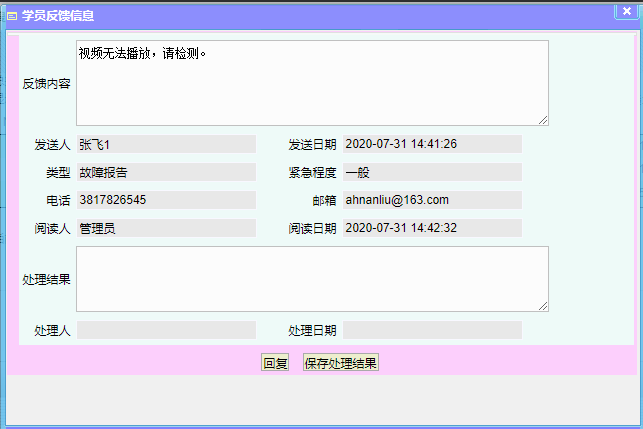 学员反馈信息
反馈内容 视频无法播放，请检测。
发送人 张飞1 发送日期 2020-07-31 14:41:26
类型 故障报告 紧急程度 一般
电话 3817826545 邮箱 ahnanliu@163.com
阅读人 管理员 阅读日期 2020-07-31 14:42:32
处理结果
处理人 处理日期
回复 保存处理结果